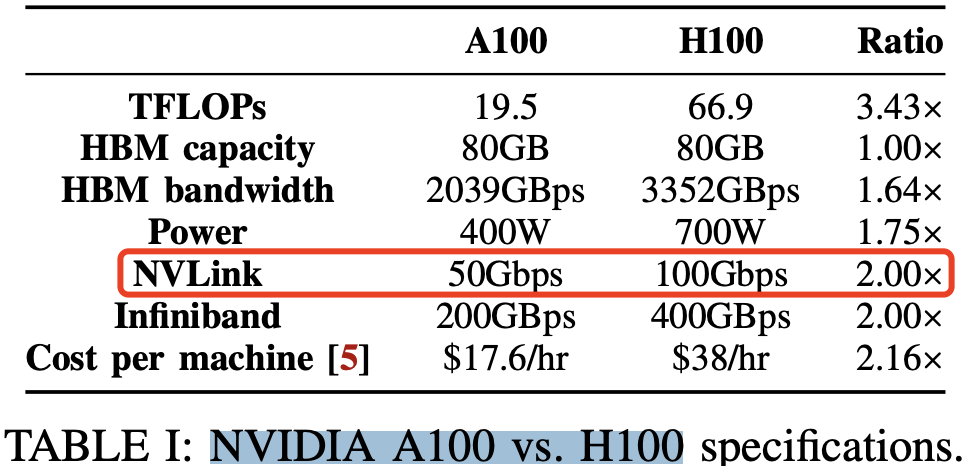 A100 H100 Ratio
TFLOPs 19.5 66.9 3.43×
HBM capacity 80GB 80GB 1.00×
HBM bandwidth 2039GBps 3352GBps 1.64×
Power 400W 700W 1.75×
NVLink 50Gbps 100Gbps 2.00×
Infiniband 200GBps 400GBps 2.00×
Cost per machine [5] $17.6/hr $38/hr 2.16×
TABLE I: NVIDIA A100 vs. H100 specifications.